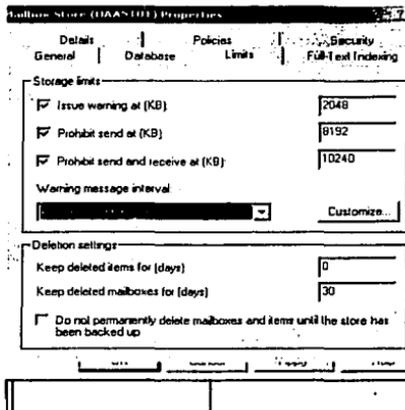 Mailbox Store (DAASTOT) Properties
Details Policies Security
General Database Limits Full-Text Indexing
Storage limits
Issue warning at (KB):
2048
Prohibit send at (KB):
8192
Prohibit send and receive at (KB):
10240
Warning message interval:
Customize...
Deletion settings
Keep deleted items for (days)
0
Keep deleted mailboxes for (days)
30
Do not permanently delete mailboxes and items until the store has
been backed up